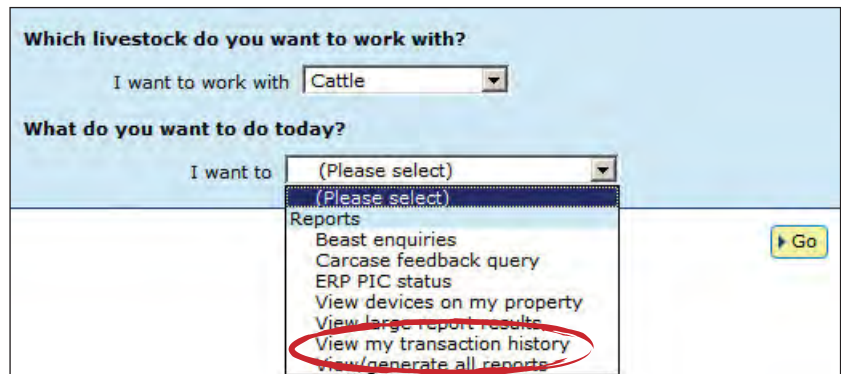 Which livestock do you want to work with?
I want to work with Cattle
What do you want to do today?
I want to (Please select)
(Please select)
Reports
Beast enquiries
Go
Carcase feedback query
ERP PIC status
View devices on my property
View large report results
View my transaction history
View/generate all reports